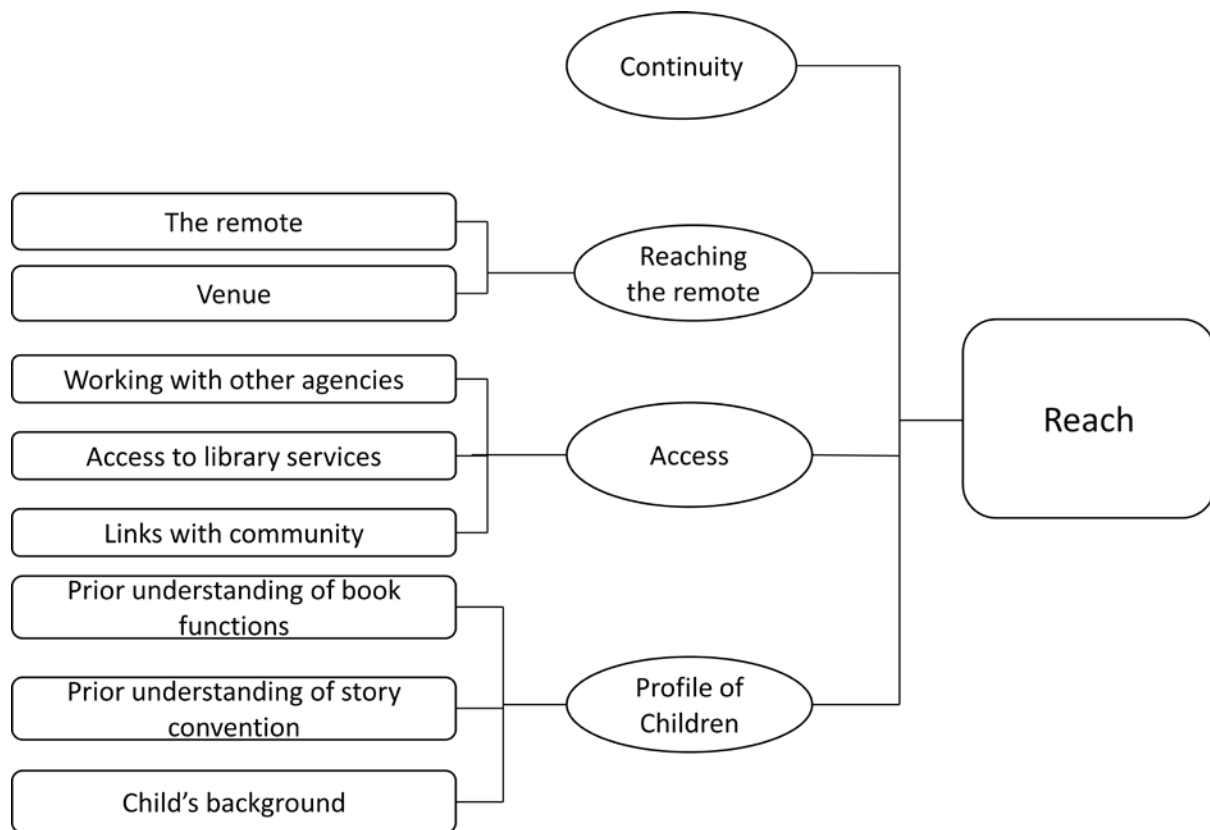 Continuity
The remote
Venue
Reaching
the remote
Working with other agencies
Access to library services
Links with community
Access
Prior understanding of book
functions
Prior understanding of story
convention
Child’s background
Profile of
Children
Reach